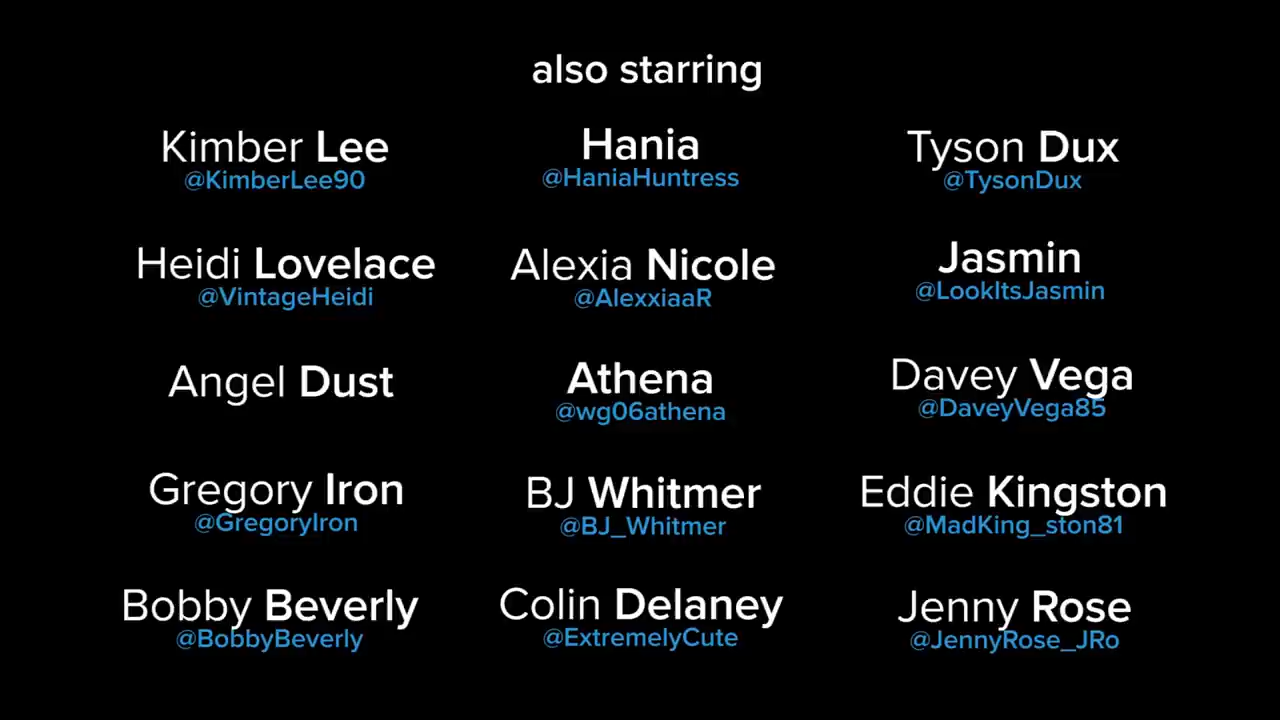 also starring
Kimber Lee
@KimberLee90
Hania
@HaniaHuntress
Tyson Dux
@TysonDux
Heidi Lovelace
@VintageHeidi
Alexia Nicole
@AlexxiaaR
Jasmin
@LookItsJasmin
Angel Dust
Athena
@wg06athena
Davey Vega
@DaveyVega85
Gregory Iron
@GregoryIron
BJ Whitmer
@BJ_Whitmer
Eddie Kingston
@MadKing_ston81
Bobby Beverly
@BobbyBeverly
Colin Delaney
@ExtremelyCute
Jenny Rose
@JennyRose_JRo